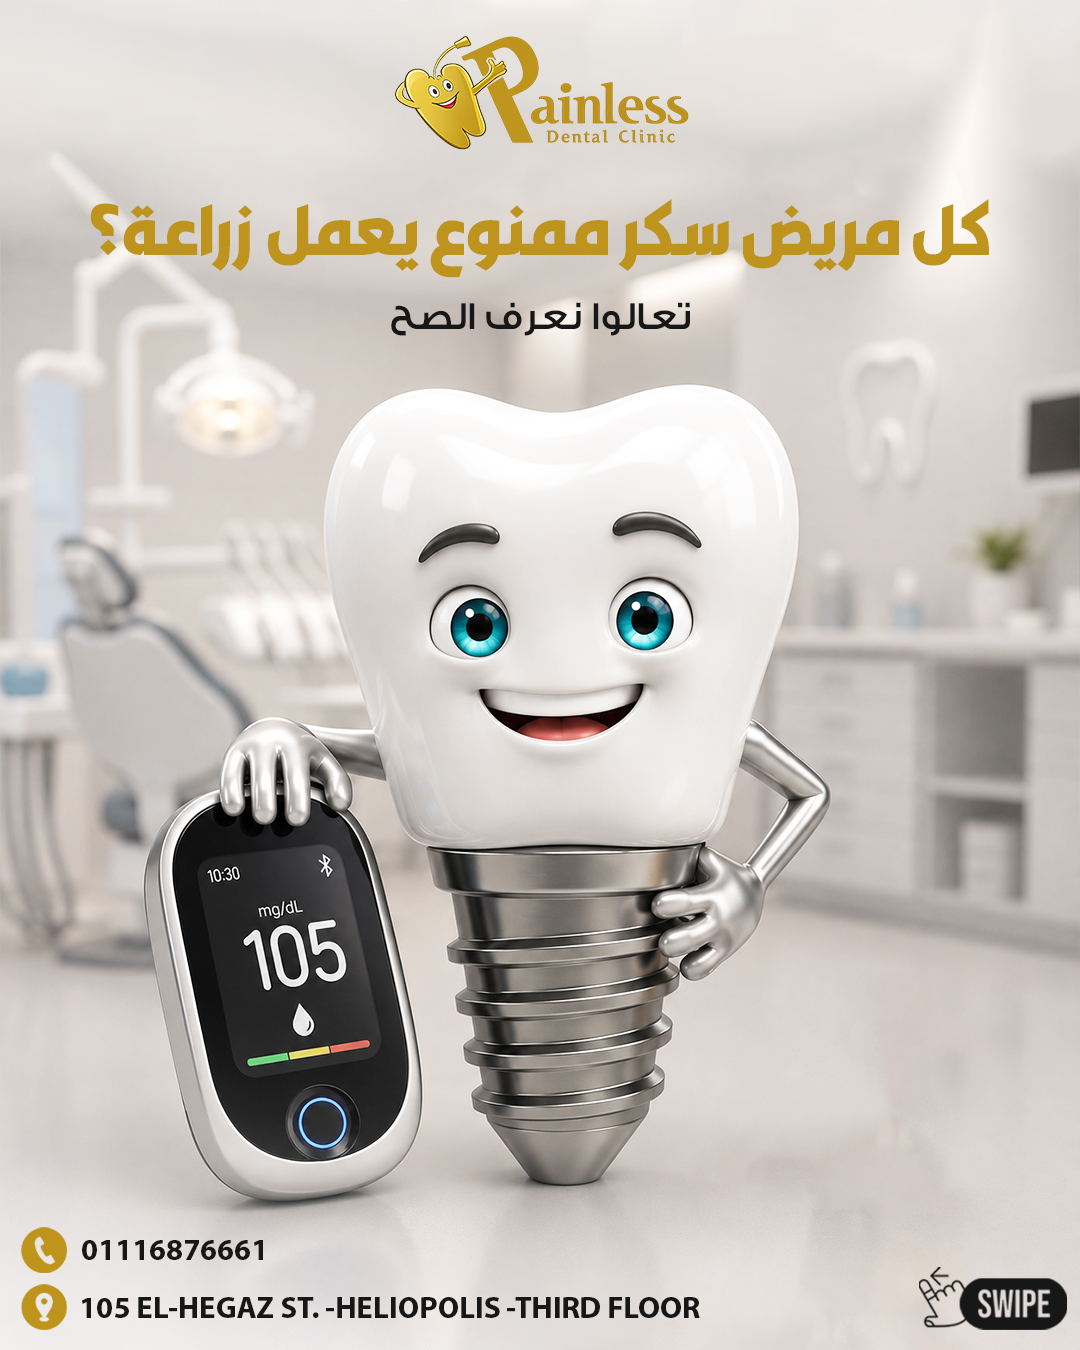 Rainless
Dental Clinic
كل مريض سكر ممنوع يعمل زراعة؟
تعالوا نعرف الصح
10:30
mg/dL
105
01116876661
105 EL-HEGAZ ST. -HELIOPOLIS -THIRD FLOOR
SWIPE